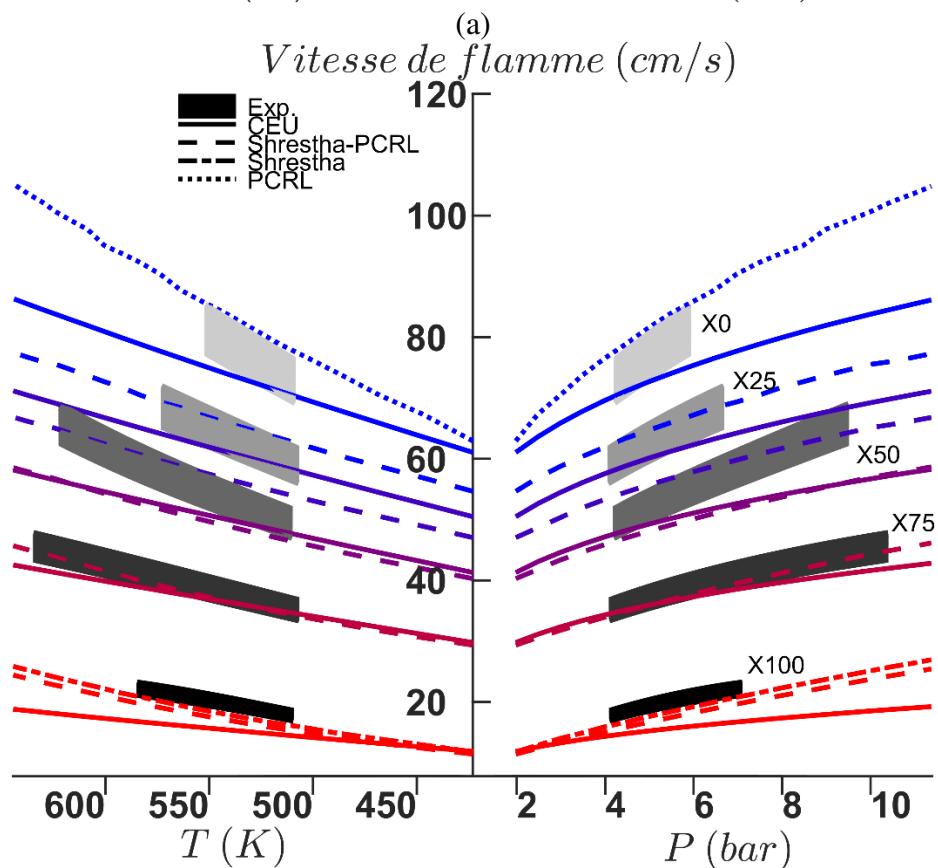 (a)
Vitesse de flamme (cm/s)
120
Exp.
CEU
Shrestha-PCRL
Shrestha
PCRL
100
80
X0
X25
60
X50
X75
40
X100
20
600 550 500 450 2 4 6 8 10
T (K) P (bar)